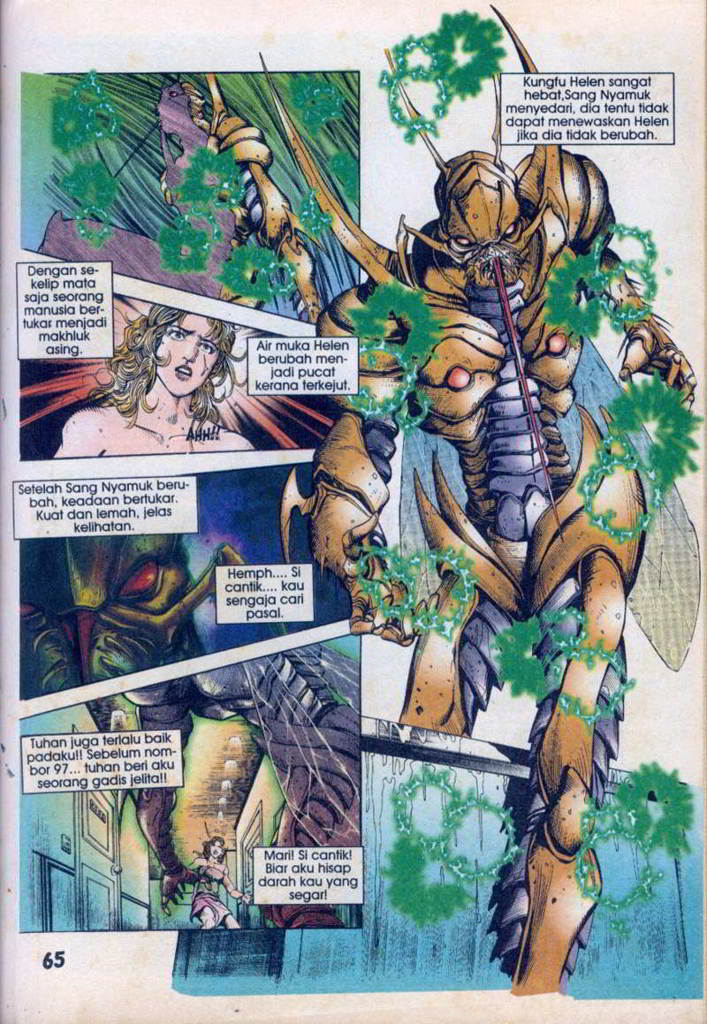 Kungfu Helen sangat
hebat,Sang Nyamuk
menyedari, dia tentu tidak
dapat menewaskan Helen
jika dia tidak berubah.
Dengan se-
kelip mata
saja seorang
manusia ber-
tukar menjadi
makhluk
asing.
Air muka Helen
berubah men-
jadi pucat
kerana terkejut.
AHH!!
Setelah Sang Nyamuk beru-
bah, keadaan bertukar.
Kuat dan lemah, jelas
kelihatan.
Hemph.... Si
cantik.... kau
sengaja cari
pasal.
Tuhan juga terlalu baik
padaku!! Sebelum nom-
bor 97... tuhan beri aku
seorang gadis jelita!!
Mari! Si cantik!
Biar aku hisap
darah kau yang
segar!
65